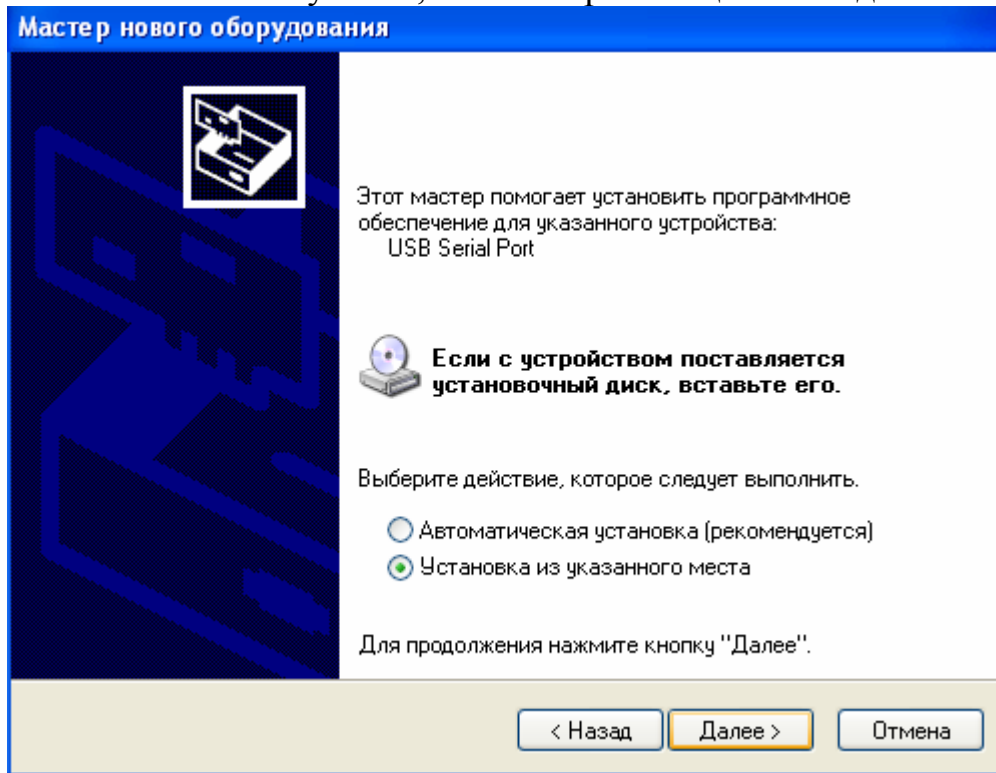 Мастер нового оборудования
Этот мастер помогает установить программное
обеспечение для указанного устройства:
USB Serial Port
Если с устройством поставляется
установочный диск, вставьте его.
Выберите действие, которое следует выполнить.
Автоматическая установка (рекомендуется)
Установка из указанного места
Для продолжения нажмите кнопку "Далее".
< Назад
Далее >
Отмена